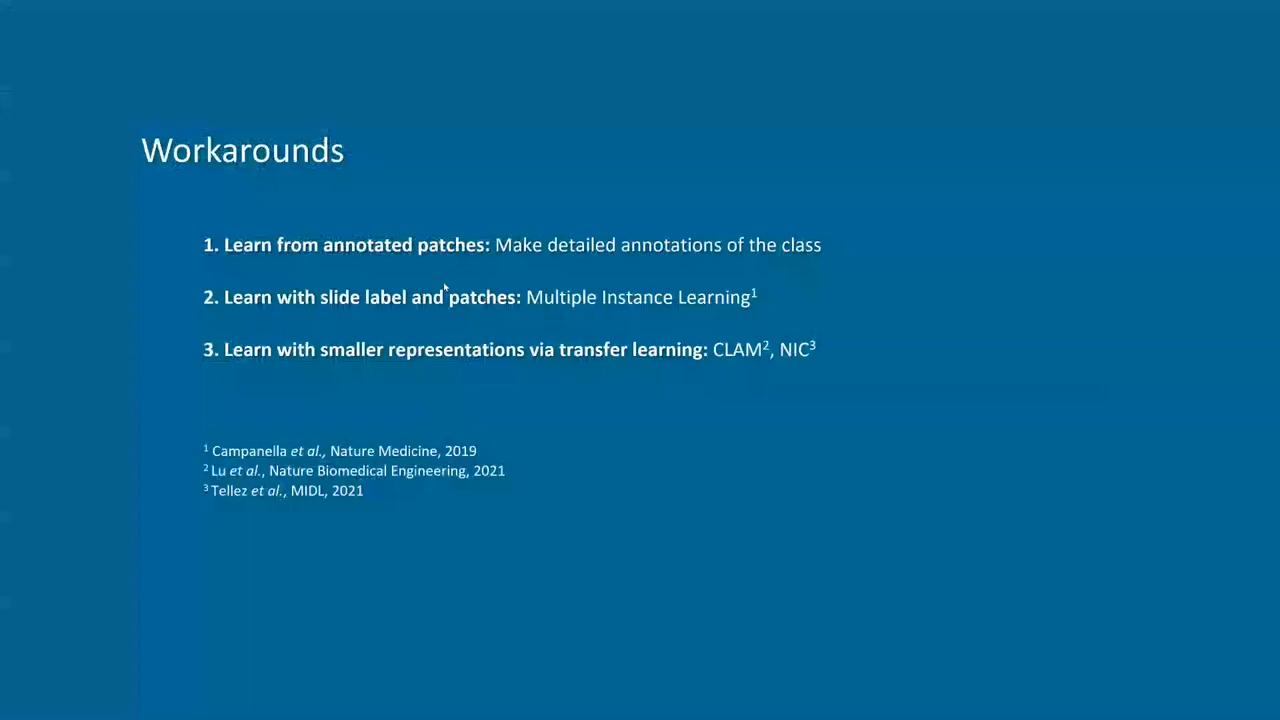 Workarounds
1. Learn from annotated patches: Make detailed annotations of the class
2. Learn with slide label and patches: Multiple Instance Learning¹
3. Learn with smaller representations via transfer learning: CLAM², NIC³
¹ Campanella et al., Nature Medicine, 2019
² Lu et al., Nature Biomedical Engineering, 2021
³ Tellez et al., MIDL, 2021